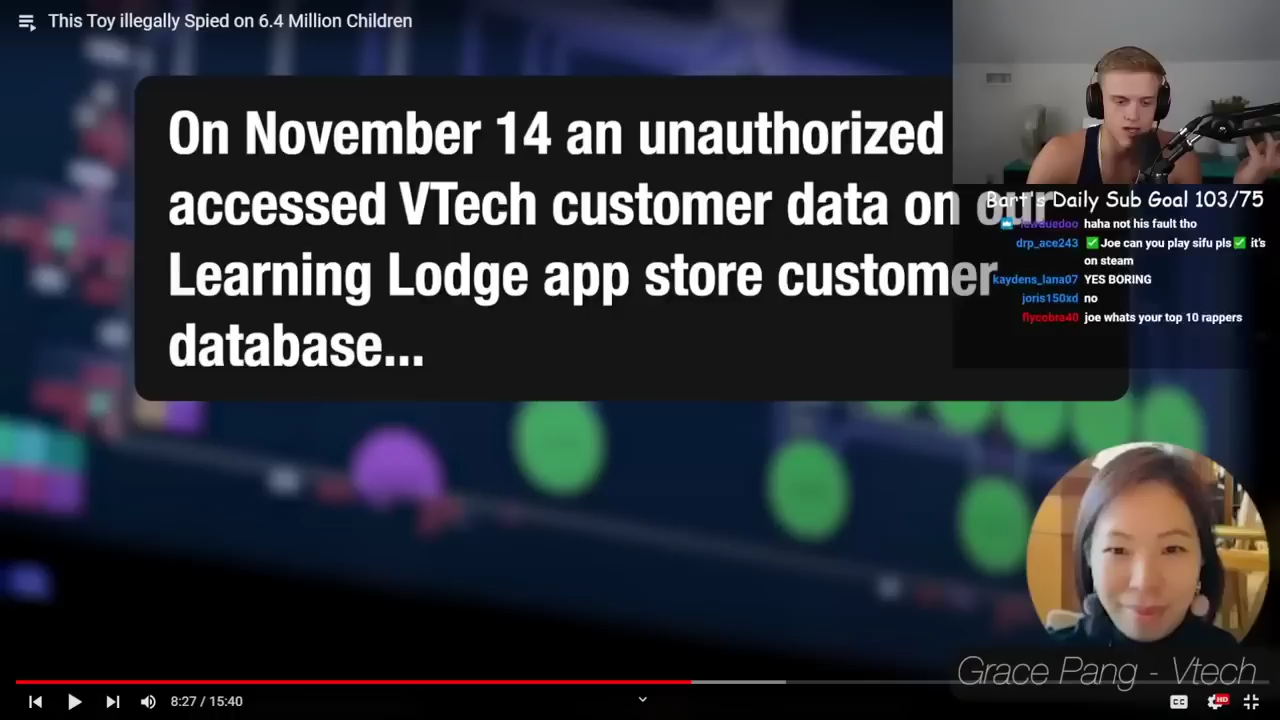 This Toy illegally Spied on 6.4 Million Children
On November 14 an unauthorized
accessed VTech customer data on our
Learning Lodge app store customer
database...
Bart's Daily Sub Goal 103/75
haha not his fault tho
drp_ace243 ✅Joe can you play sifu pls✅ it's
on steam
kaydens_lana07 YES BORING
joris150xd no
flycobra40 joe whats your top 10 rappers
Grace Pang - Vtech
8:27 / 15:40
CC
HD